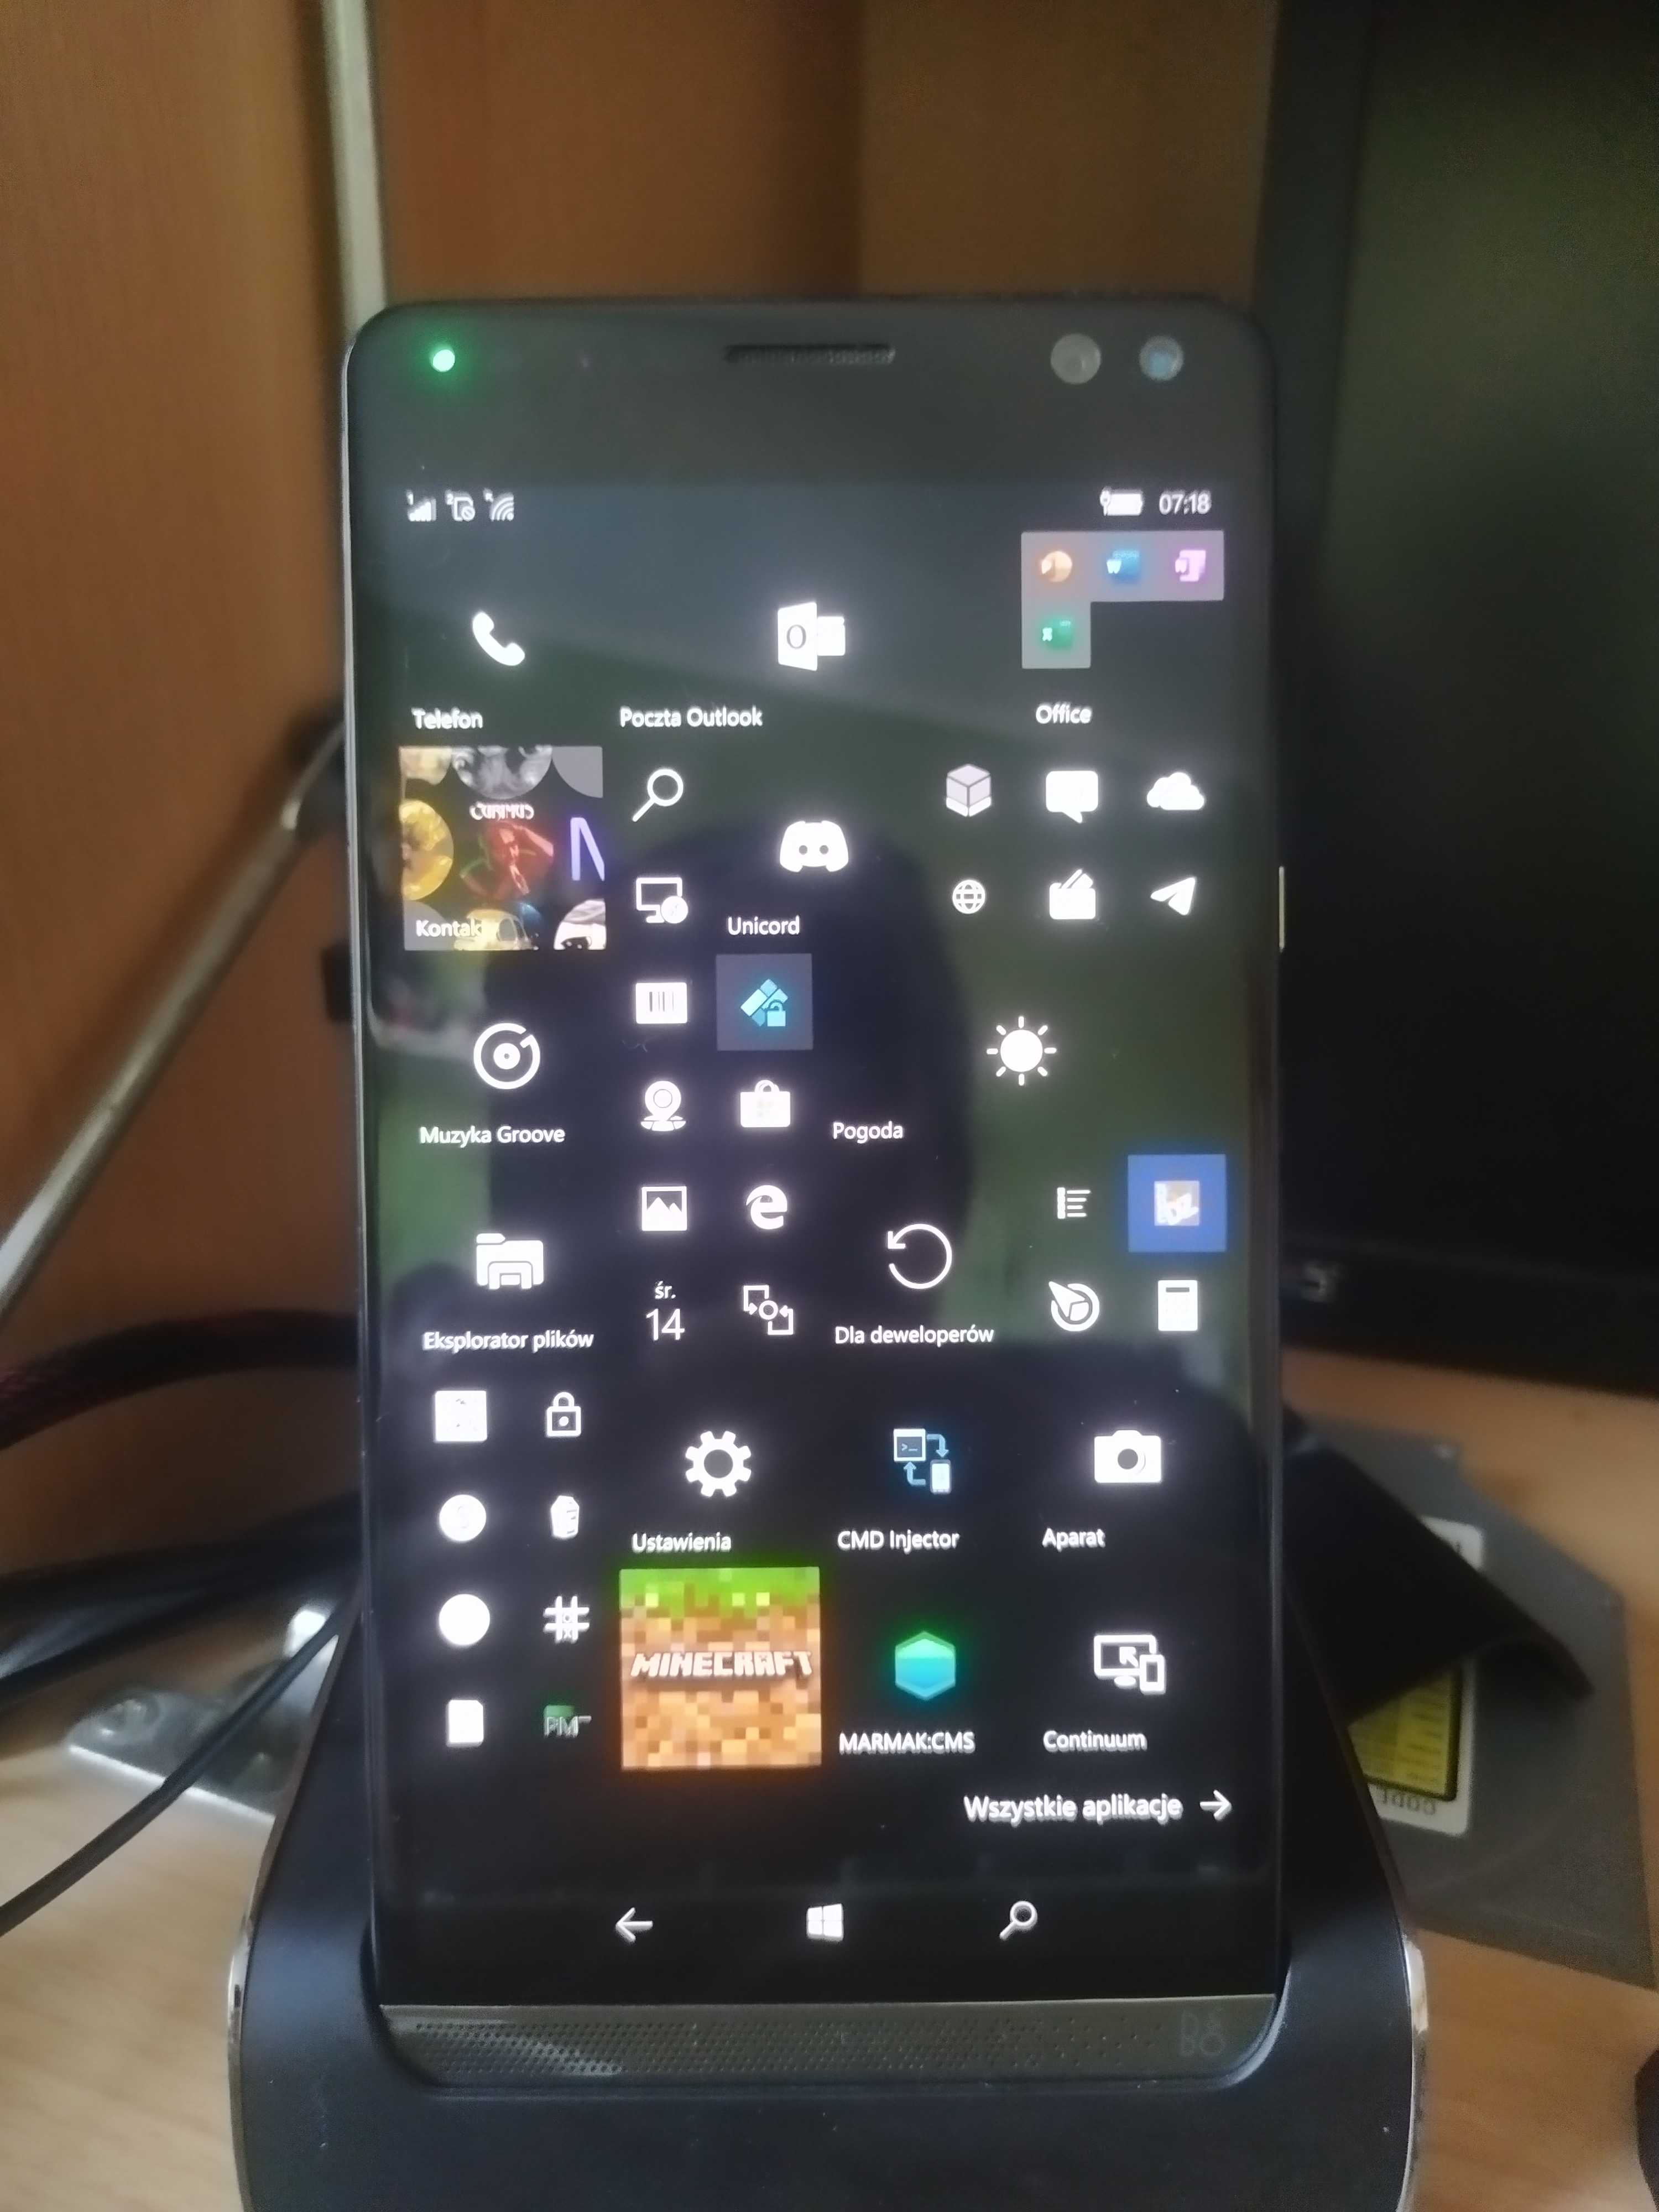 07:18
Telefon
Poczta Outlook
Office
Unicord
Muzyka Groove
Pogoda
śr.
14
Eksplorator plików
Dla deweloperów
Ustawienia
CMD Injector
Aparat
MINECRAFT
MARMAK:CMS
Continuum
Wszystkie aplikacje
CODE